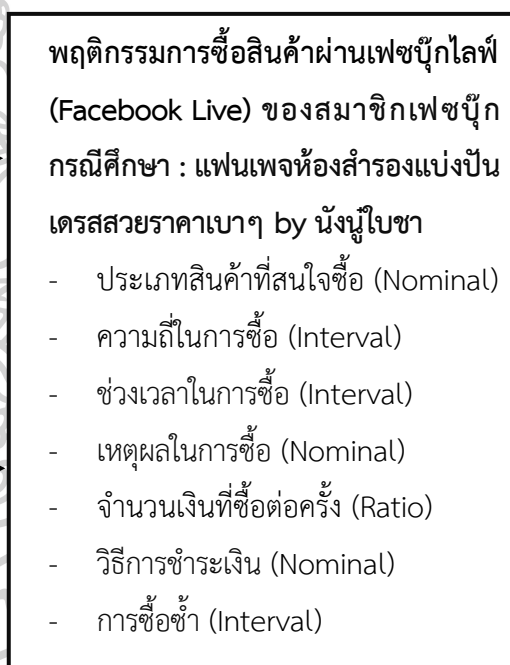 พฤติกรรมการซื้อสินค้าผ่านเฟซบุ๊กไลฟ์
(Facebook Live) ของสมาชิกเฟซบุ๊ก
กรณีศึกษา : แฟนเพจห้องสำรองแบ่งปัน
เดรสสวยราคาเบาๆ by นังนู๋ใบชา
- ประเภทสินค้าที่สนใจซื้อ (Nominal)
- ความถี่ในการซื้อ (Interval)
- ช่วงเวลาในการซื้อ (Interval)
- เหตุผลในการซื้อ (Nominal)
- จำนวนเงินที่ซื้อต่อครั้ง (Ratio)
- วิธีการชำระเงิน (Nominal)
- การซื้อซ้ำ (Interval)